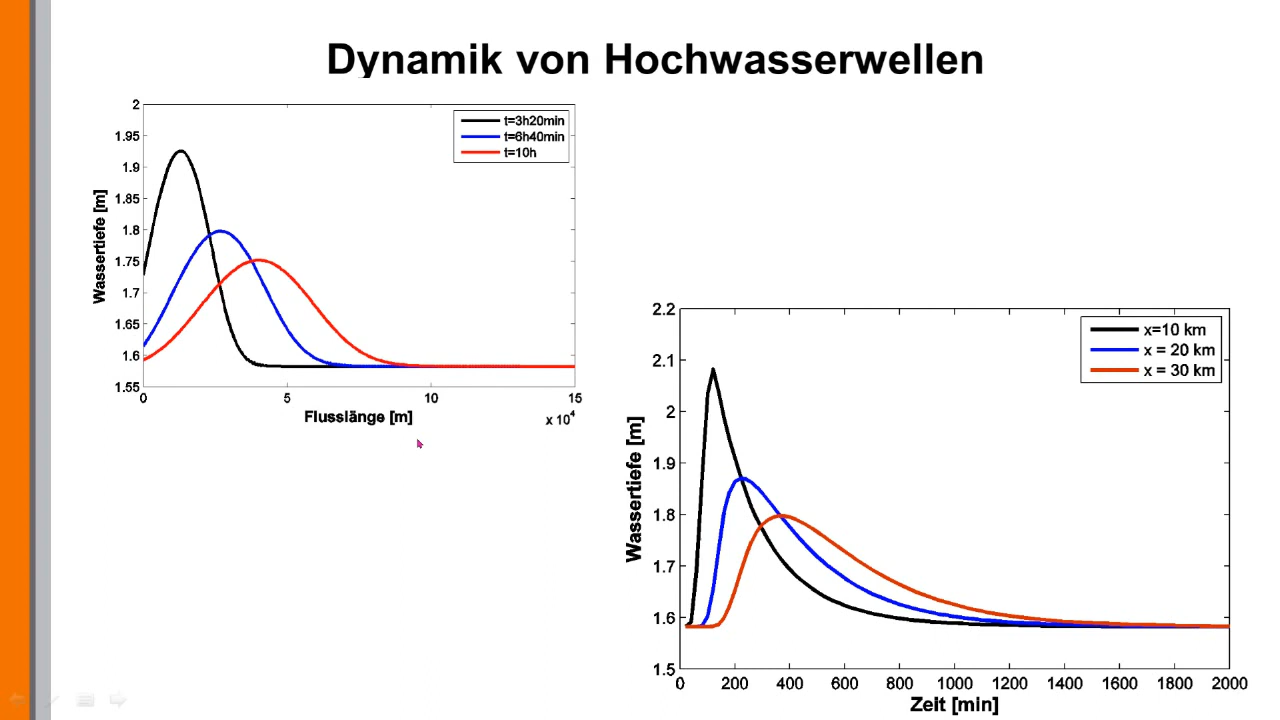 Dynamik von Hochwasserwellen
2
1.95
1.9
1.85
1.8
1.75
1.7
1.65
1.6
1.55
Wassertiefe [m]
t=3h20min
t=6h40min
t=10h
0
5
10
15
Flusslänge [m]
x 10⁴
2.2
2.1
2
1.9
1.8
1.7
1.6
1.5
Wassertiefe [m]
x=10 km
x = 20 km
x = 30 km
0 200 400 600 800 1000 1200 1400 1600 1800 2000
Zeit [min]